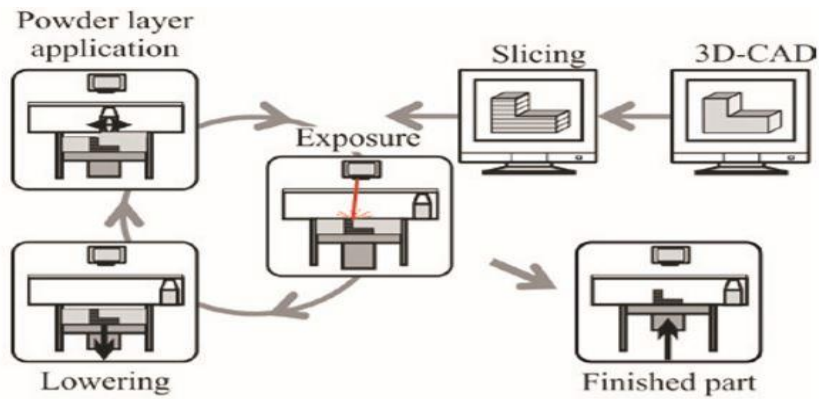 Powder layer
application
Slicing
3D-CAD
Exposure
Lowering
Finished part